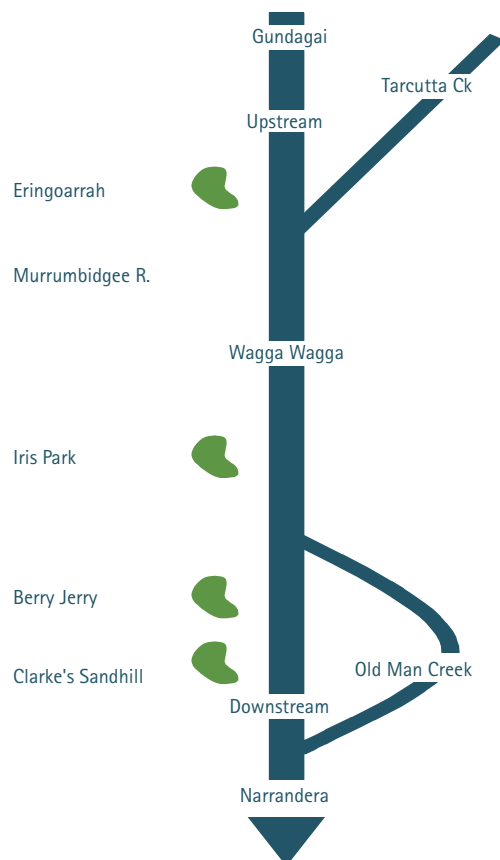 Gundagai
Tarcutta Ck
Upstream
Eringoarrah
Murrumbidgee R.
Wagga Wagga
Iris Park
Berry Jerry
Old Man Creek
Clarke's Sandhill
Downstream
Narrandera